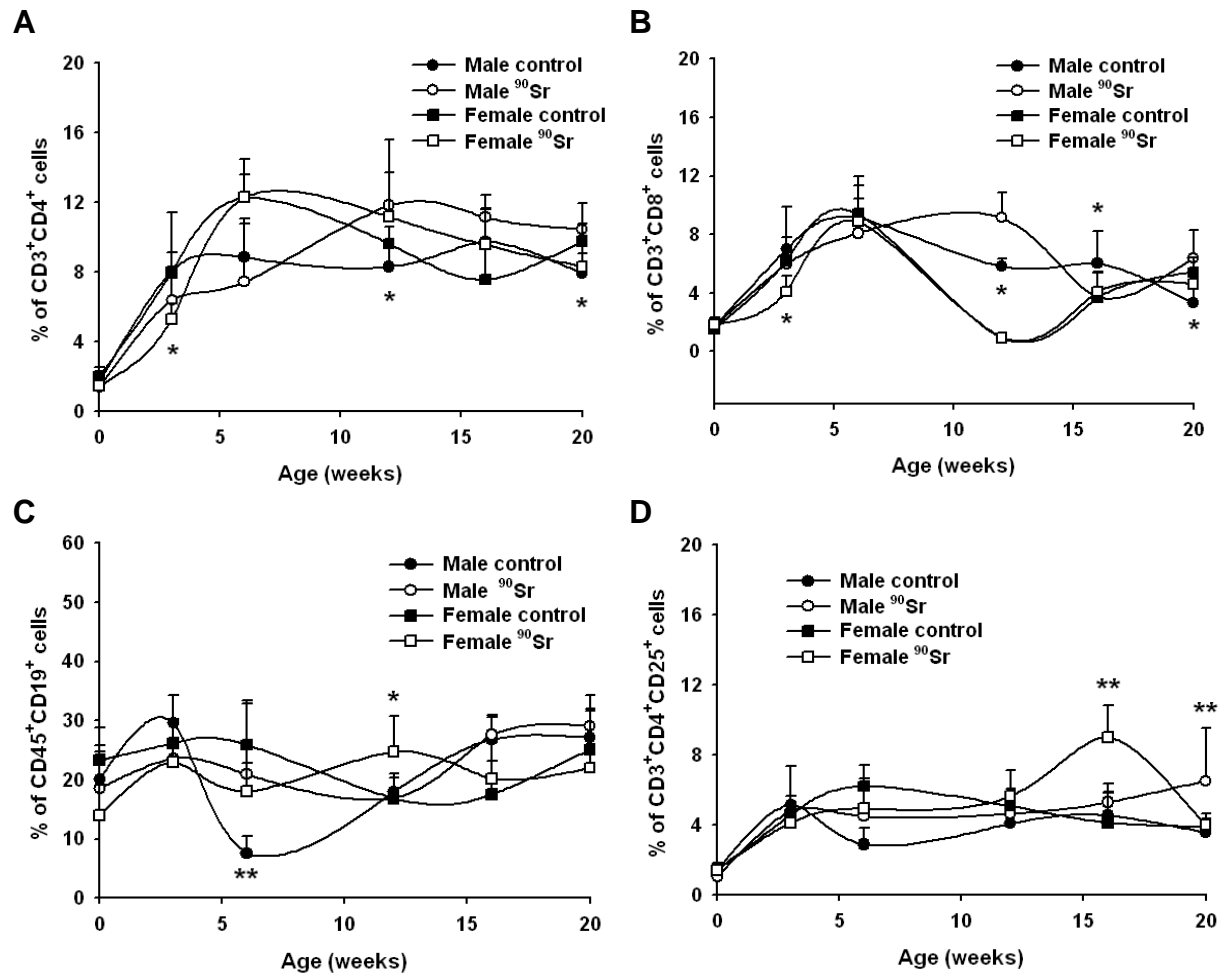 A
% of CD3⁺CD4⁺ cells
20
16
12
8
4
0
Male control
Male ⁹⁰Sr
Female control
Female ⁹⁰Sr
*
*
*
0
5
10
15
20
Age (weeks)
B
% of CD3⁺CD8⁺ cells
20
16
12
8
4
0
Male control
Male ⁹⁰Sr
Female control
Female ⁹⁰Sr
*
*
*
*
0
5
10
15
20
Age (weeks)
C
% of CD45⁺CD19⁺ cells
60
50
40
30
20
10
0
Male control
Male ⁹⁰Sr
Female control
Female ⁹⁰Sr
*
**
0
5
10
15
20
Age (weeks)
D
% of CD3⁺CD4⁺CD25⁺ cells
20
16
12
8
4
0
Male control
Male ⁹⁰Sr
Female control
Female ⁹⁰Sr
**
**
0
5
10
15
20
Age (weeks)